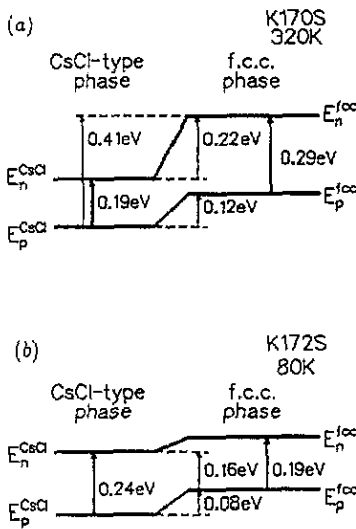 (a)
K170S
320K
CsCl-type
phase
f.c.c.
phase
E_n^fcc
0.41eV
0.22eV
0.29eV
E_n^CsCl
0.19eV
0.12eV
E_p^fcc
E_p^CsCl
(b)
K172S
80K
CsCl-type
phase
f.c.c.
phase
E_n^fcc
E_n^CsCl
0.16eV
0.19eV
0.24eV
0.08eV
E_p^fcc
E_p^CsCl